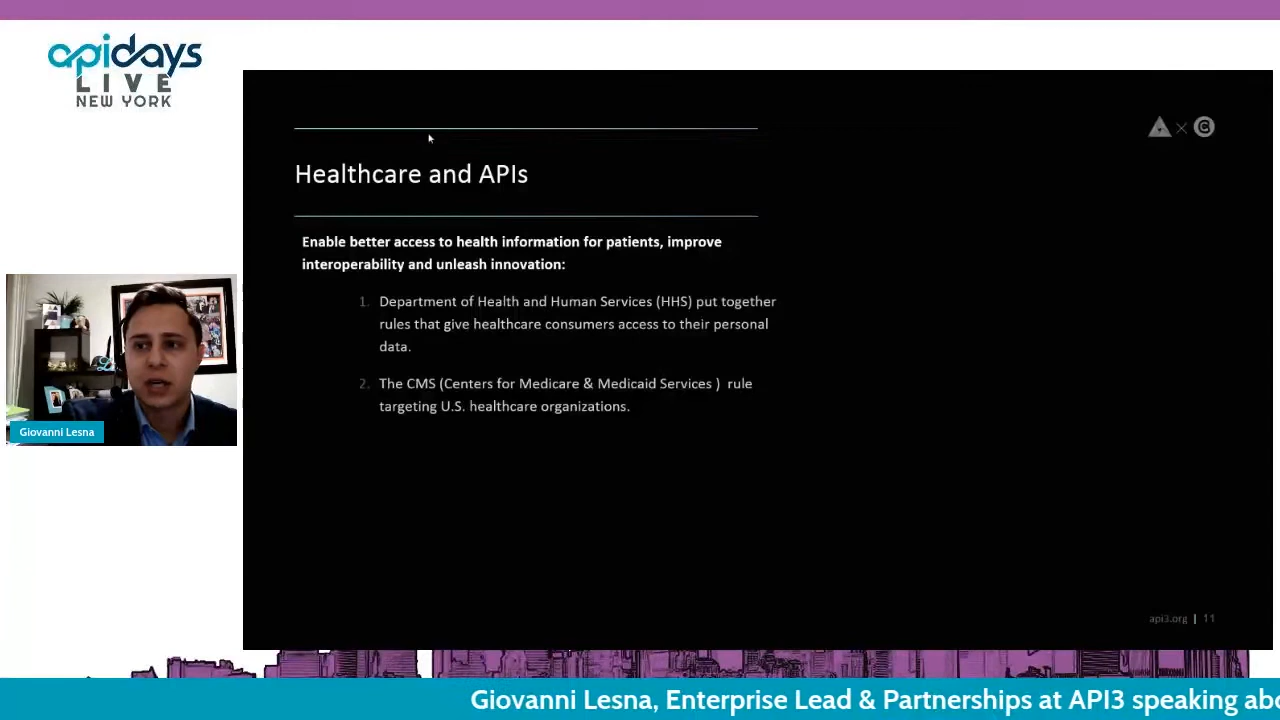 apidays
LIVE
NEW YORK
Healthcare and APIs
Enable better access to health information for patients, improve
interoperability and unleash innovation:
1. Department of Health and Human Services (HHS) put together
rules that give healthcare consumers access to their personal
data.
2. The CMS (Centers for Medicare & Medicaid Services ) rule
targeting U.S. healthcare organizations.
Giovanni Lesna
api3.org | 11
Giovanni Lesna, Enterprise Lead & Partnerships at API3 speaking abo